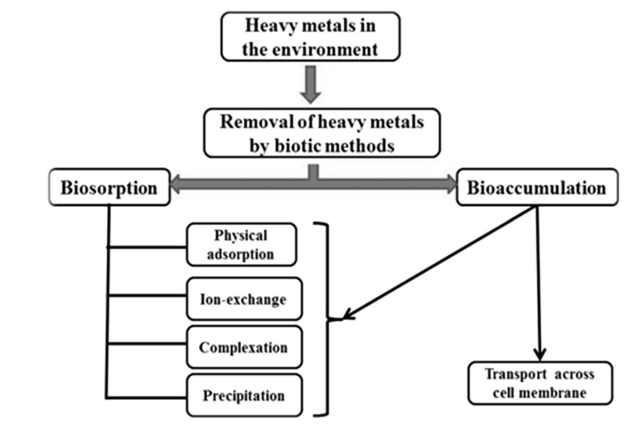 Heavy metals in
the environment
Removal of heavy metals
by biotic methods
Biosorption
Bioaccumulation
Physical
adsorption
Ion-exchange
Complexation
Precipitation
Transport across
cell membrane